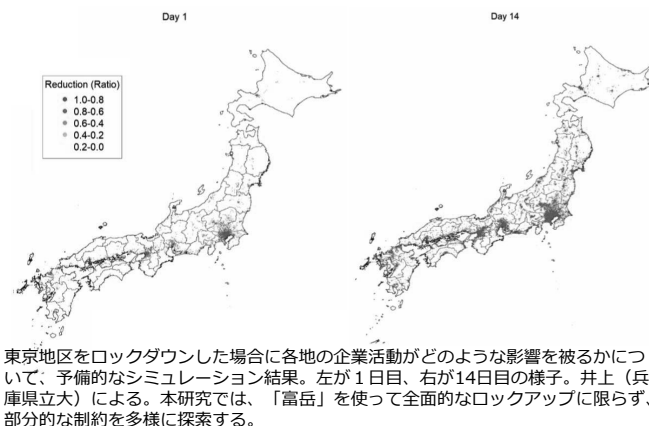 Day 1
Day 14
Reduction (Ratio)
1.0-0.8
0.8-0.6
0.6-0.4
0.4-0.2
0.2-0.0
東京地区をロックダウンした場合に各地の企業活動がどのような影響を被るかにつ
いて、予備的なシミュレーション結果。左が１日目、右が14日目の様子。井上（兵
庫県立大）による。本研究では、「富岳」を使って全面的なロックアップに限らず、
部分的な制約を多様に探索する。